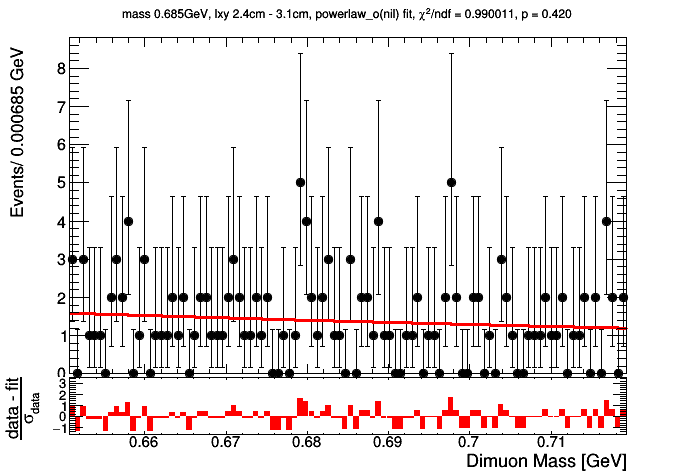 mass 0.685GeV, lxy 2.4cm - 3.1cm, powerlaw_o(nil) fit, χ²/ndf = 0.990011, p = 0.420
Events/ 0.000685 GeV
8
7
6
5
4
3
2
1
0
data - fit
σdata
3
2
1
0
−1
0.66 0.67 0.68 0.69 0.7 0.71
Dimuon Mass [GeV]